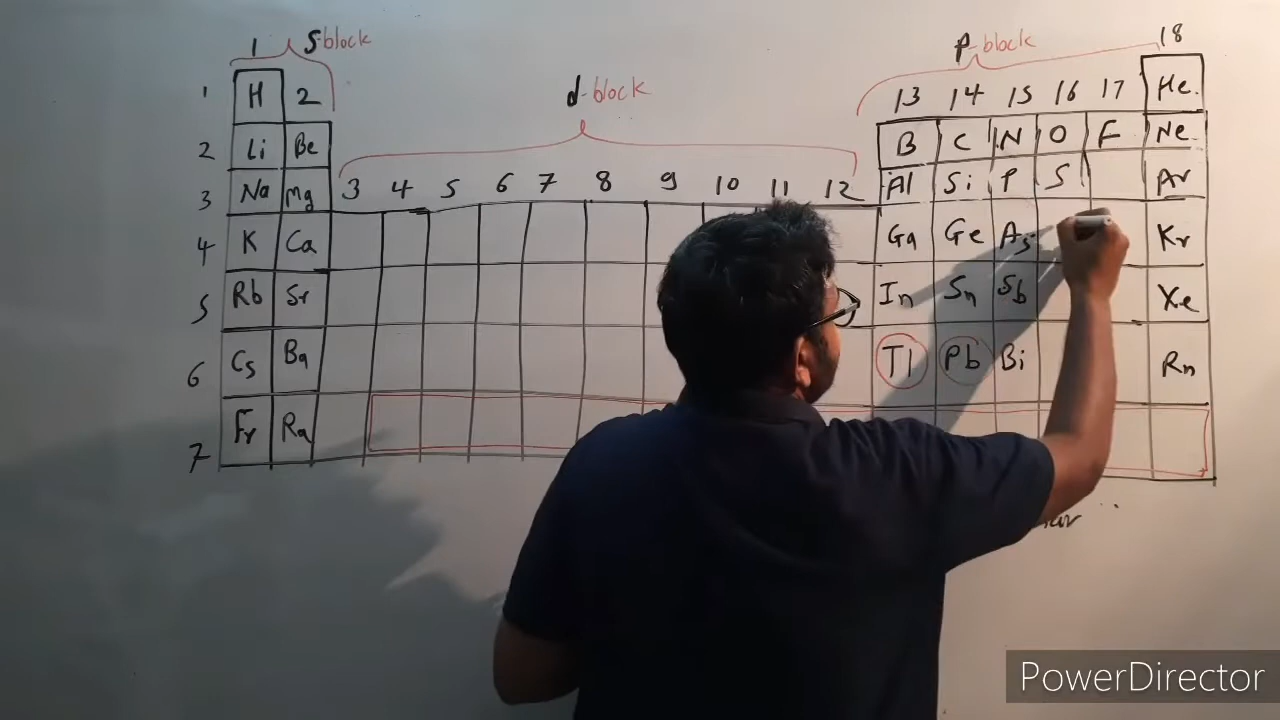 1 S-block p-block 18
1 H 2 d-block 13 14 15 16 17 He
2 Li Be B C N O F Ne
3 Na Mg 3 4 5 6 7 8 9 10 11 12 Al Si P S Ar
4 K Ca Ga Ge As Kr
5 Rb Sr In Sn Sb Xe
6 Cs Ba Tl Pb Bi Rn
7 Fr Ra
PowerDirector